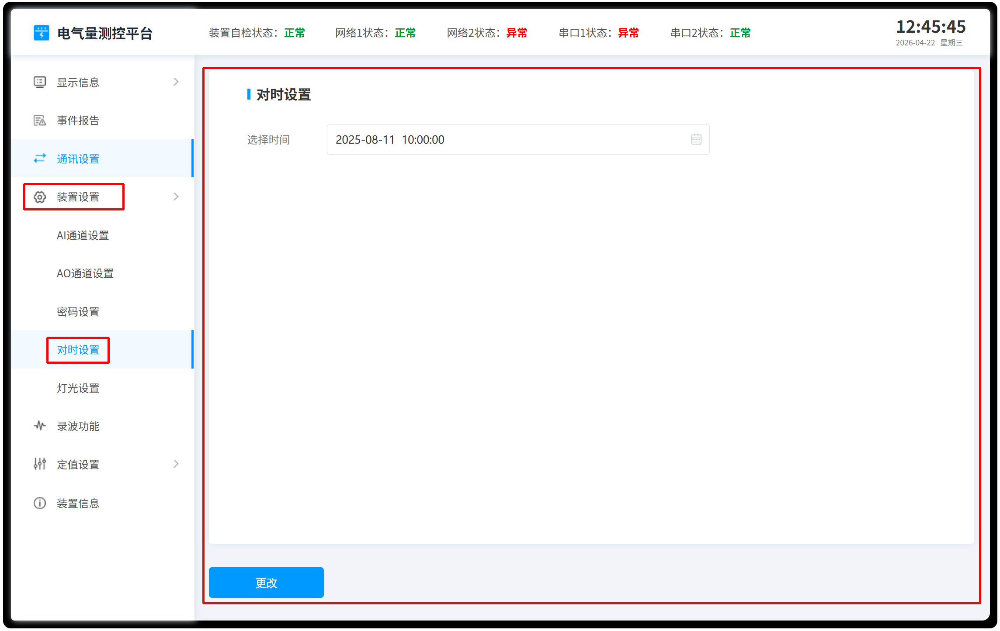 电气量测控平台
装置自检状态：正常
网络1状态：正常
网络2状态：异常
串口1状态：异常
串口2状态：正常
12:45:45
2026-04-22 星期三
显示信息
事件报告
通讯设置
装置设置
AI通道设置
AO通道设置
密码设置
对时设置
灯光设置
录波功能
定值设置
装置信息
对时设置
选择时间
2025-08-11 10:00:00
更改